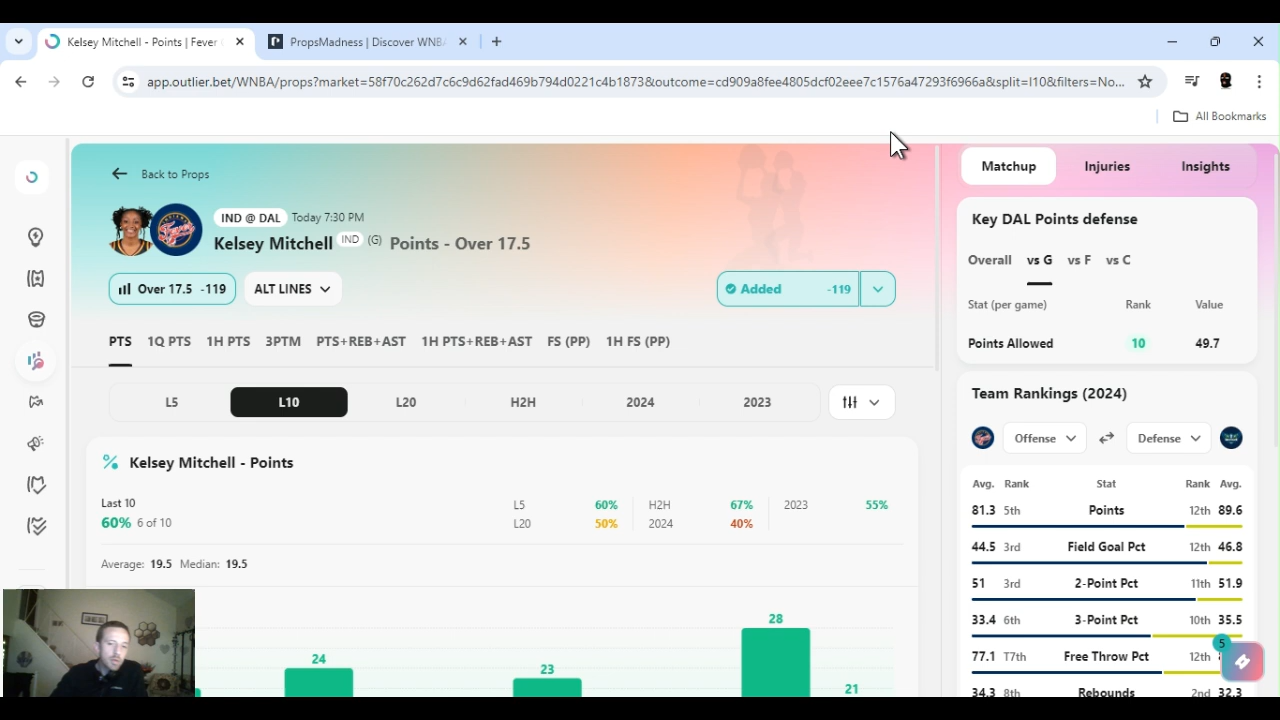 Kelsey Mitchell - Points | Fever
PropsMadness | Discover WNBA
app.outlier.bet/WNBA/props?market=58f70c262d7c6c9d62fad469b794d0221c4b1873&outcome=cd909a8fee4805dcf02eee7c1576a47293f6966a&split=l10&filters=No...
All Bookmarks
Back to Props
IND @ DAL Today 7:30 PM
Kelsey Mitchell IND (G) Points - Over 17.5
Over 17.5 -119
ALT LINES
Added -119
PTS 1Q PTS 1H PTS 3PTM PTS+REB+AST 1H PTS+REB+AST FS (PP) 1H FS (PP)
L5 L10 L20 H2H 2024 2023
Kelsey Mitchell - Points
Last 10
60% 6 of 10
L5 60% H2H 67% 2023 55%
L20 50% 2024 40%
Average: 19.5 Median: 19.5
24
23
28
21
Matchup Injuries Insights
Key DAL Points defense
Overall vs G vs F vs C
Stat (per game) Rank Value
Points Allowed 10 49.7
Team Rankings (2024)
Offense Defense
Avg. Rank Stat Rank Avg.
81.3 5th Points 12th 89.6
44.5 3rd Field Goal Pct 12th 46.8
51 3rd 2-Point Pct 11th 51.9
33.4 6th 3-Point Pct 10th 35.5
5
77.1 T7th Free Throw Pct 12th
34.3 8th Rebounds 2nd 32.3